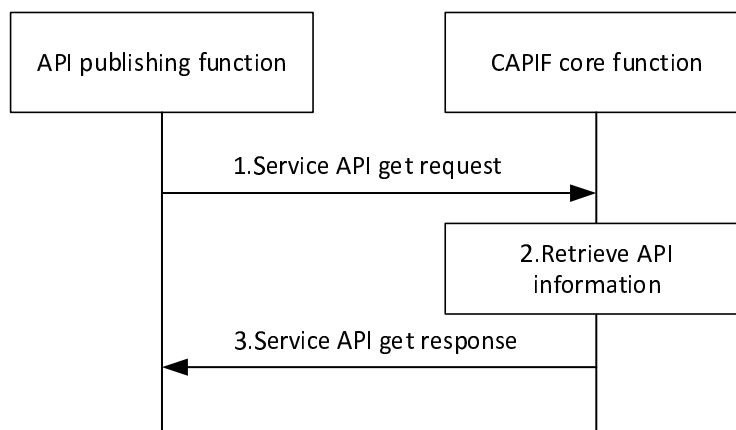 API publishing function
CAPIF core function
1.Service API get request
2.Retrieve API
information
3.Service API get response